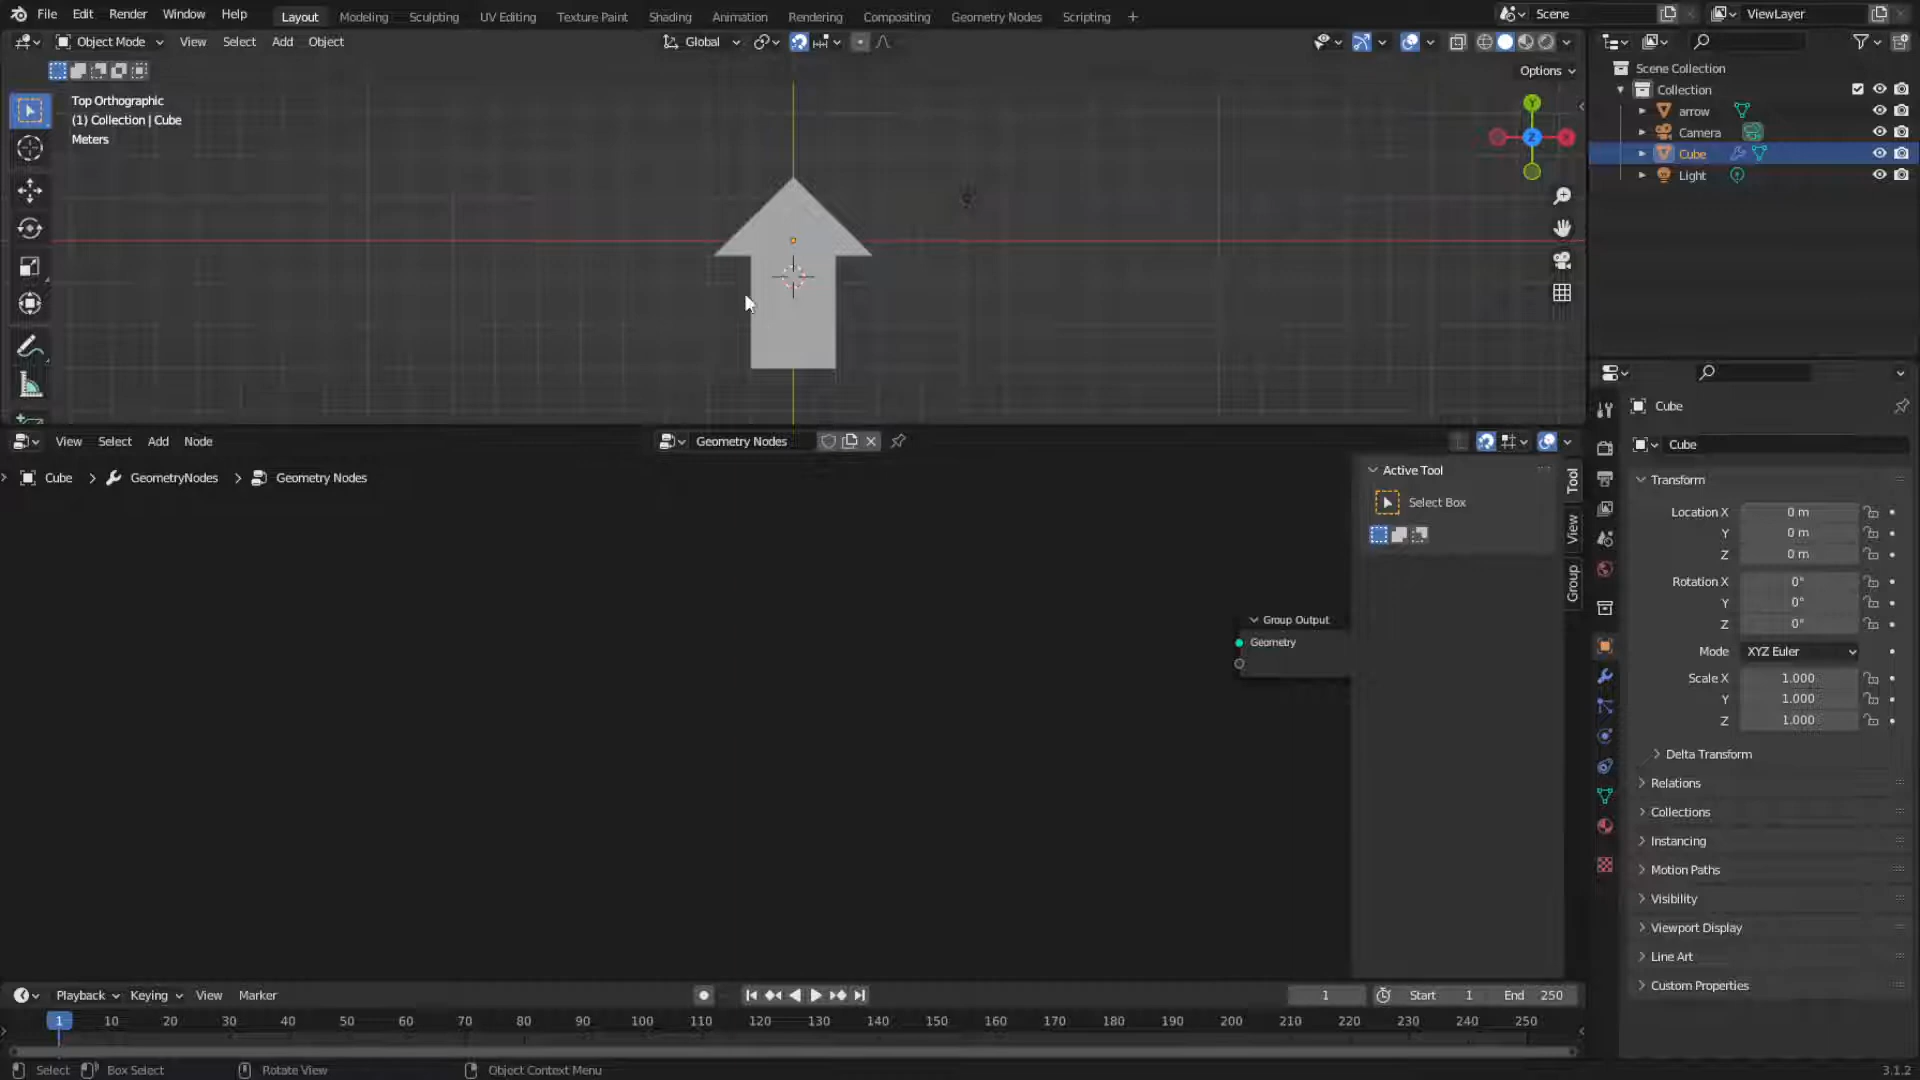 File Edit Render Window Help Layout Modeling Sculpting UV Editing Texture Paint Shading Animation Rendering Compositing Geometry Nodes Scripting + Scene ViewLayer
Object Mode View Select Add Object Global
Options
Top Orthographic
(1) Collection | Cube
Meters
Y
Z
X
Scene Collection
Collection
arrow
Camera
Cube
Light
View Select Add Node Geometry Nodes
Cube > GeometryNodes > Geometry Nodes
Active Tool
Select Box
Tool
View
Group
Group Output
Geometry
Cube
Cube
Transform
Location X 0 m
Y 0 m
Z 0 m
Rotation X 0°
Y 0°
Z 0°
Mode XYZ Euler
Scale X 1.000
Y 1.000
Z 1.000
Delta Transform
Relations
Collections
Instancing
Motion Paths
Visibility
Viewport Display
Line Art
Custom Properties
Playback Keying View Marker 1 Start 1 End 250
1 10 20 30 40 50 60 70 80 90 100 110 120 130 140 150 160 170 180 190 200 210 220 230 240 250
Select Box Select Rotate View Object Context Menu 3.1.2